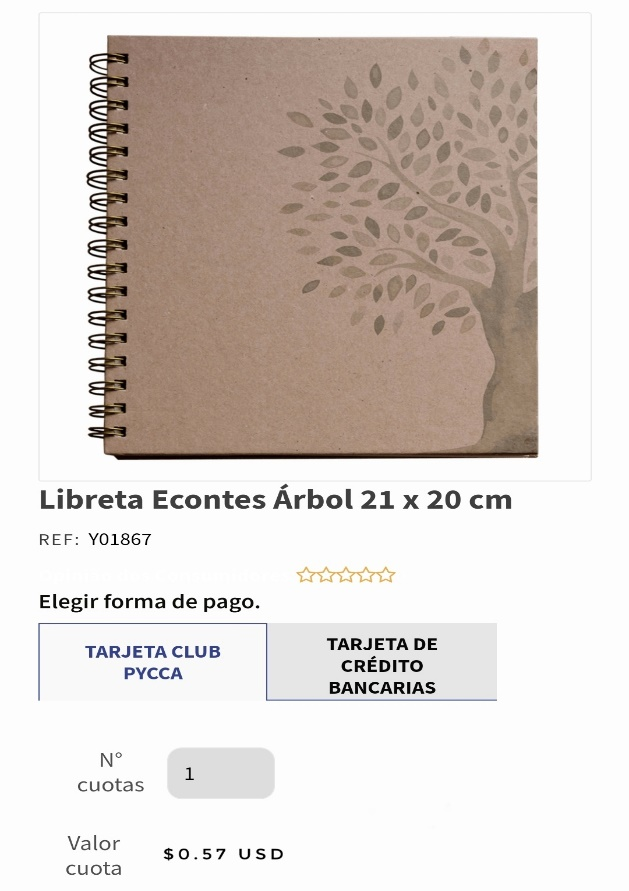 Libreta Econtes Árbol 21 x 20 cm
REF: Y01867
Elegir forma de pago.
TARJETA CLUB
PYCCA
TARJETA DE
CRÉDITO
BANCARIAS
N°
cuotas
1
Valor
cuota
$0.57 USD